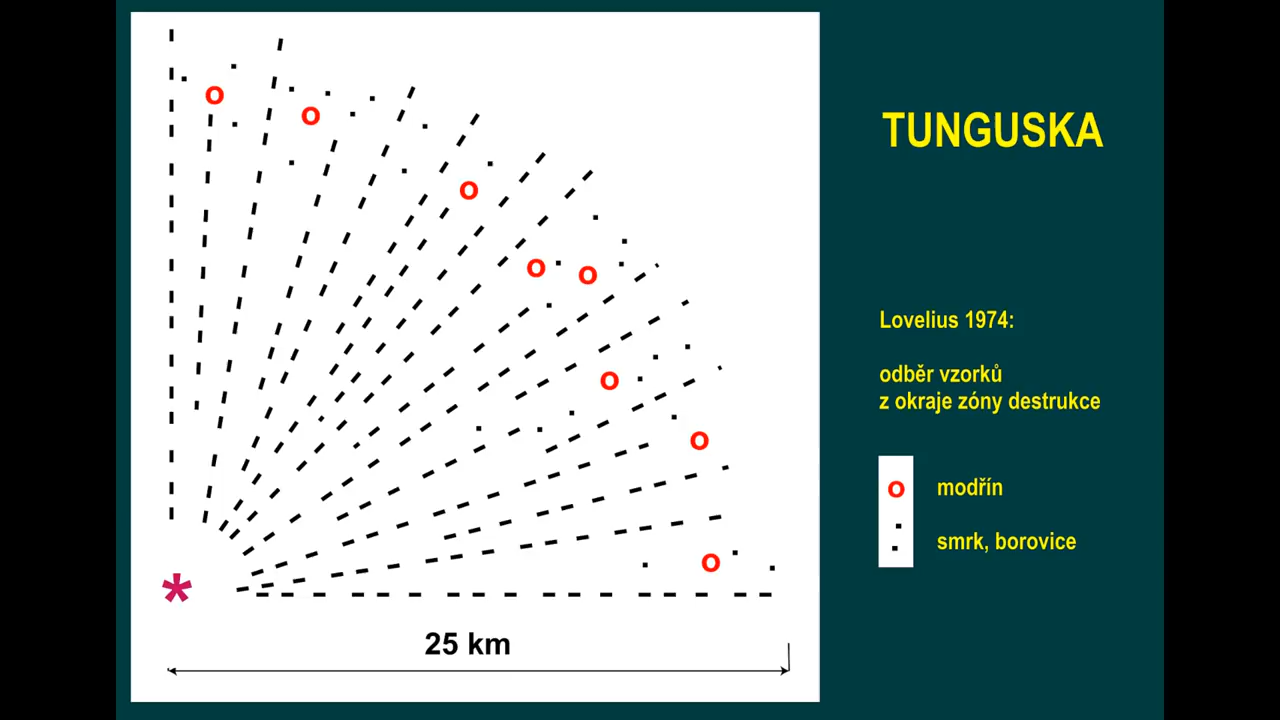 TUNGUSKA
Lovelius 1974:
odběr vzorků
z okraje zóny destrukce
o modřín
smrk, borovice
o
o
o
o
o
o
o
o
*
25 km